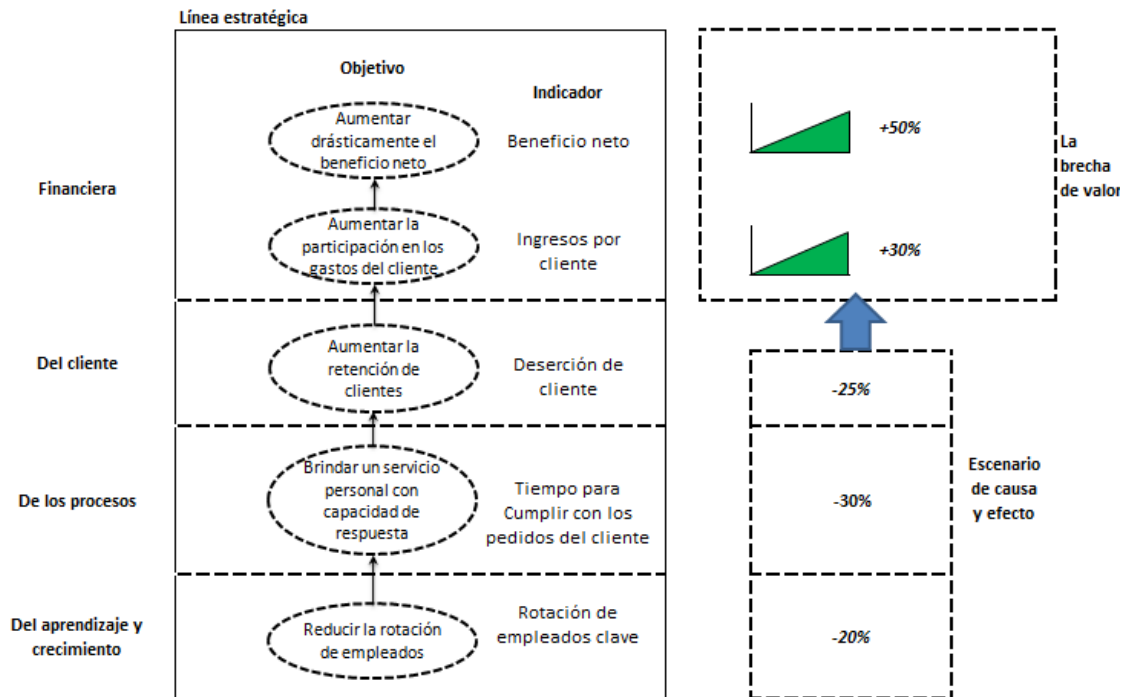 Línea estratégica
Objetivo
Indicador
Financiera
Aumentar
drásticamente el
beneficio neto
Beneficio neto
+50%
La
brecha
de valor
Aumentar la
participación en los
gastos del cliente
Ingresos por
cliente
+30%
Del cliente
Aumentar la
retención de
clientes
Deserción de
cliente
-25%
De los procesos
Brindar un servicio
personal con
capacidad de
respuesta
Tiempo para
Cumplir con los
pedidos del cliente
-30%
Escenario
de causa
y efecto
Del aprendizaje y
crecimiento
Reducir la rotación
de empleados
Rotación de
empleados clave
-20%